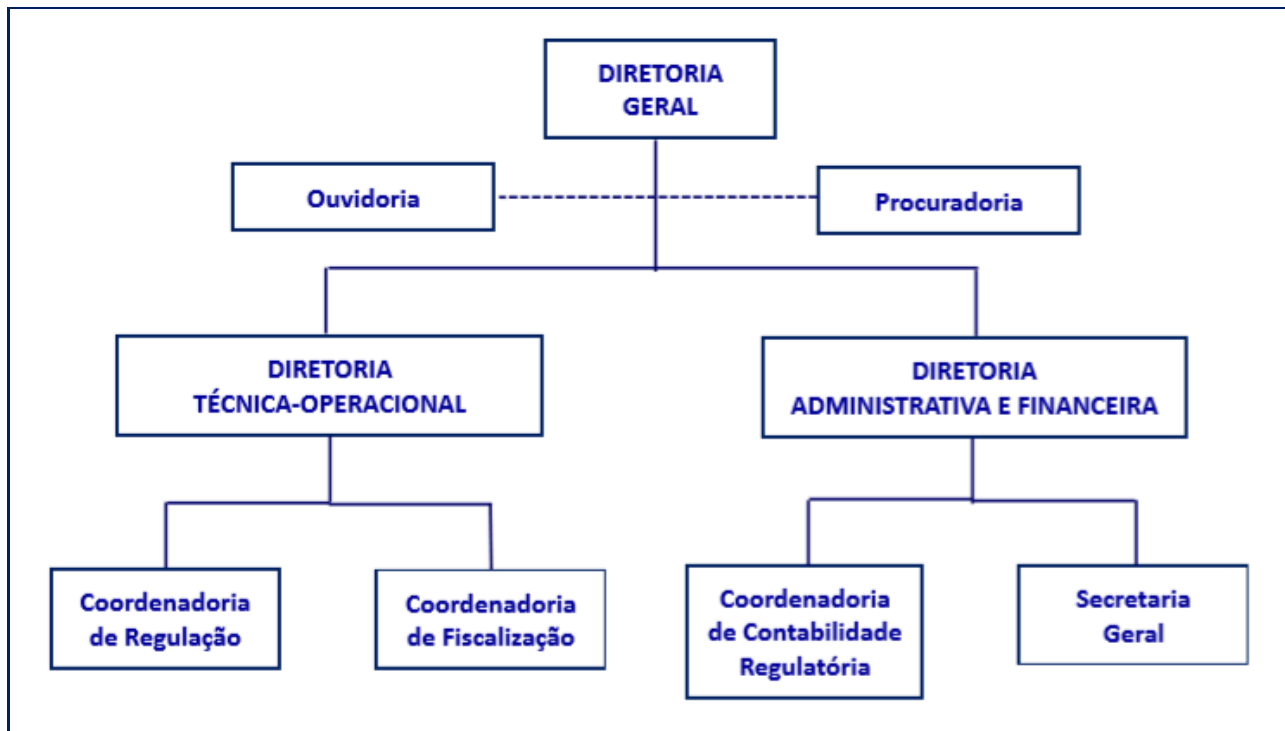 DIRETORIA
GERAL
Ouvidoria
Procuradoria
DIRETORIA
TÉCNICA-OPERACIONAL
DIRETORIA
ADMINISTRATIVA E FINANCEIRA
Coordenadoria
de Regulação
Coordenadoria
de Fiscalização
Coordenadoria
de Contabilidade
Regulatória
Secretaria
Geral